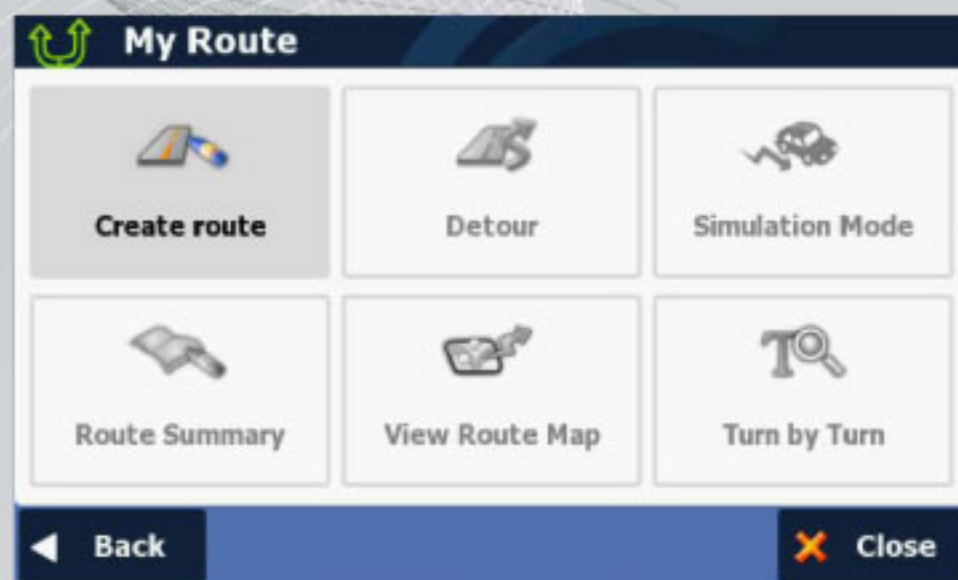 My Route
Create route
Detour
Simulation Mode
Route Summary
View Route Map
Turn by Turn
Back
Close